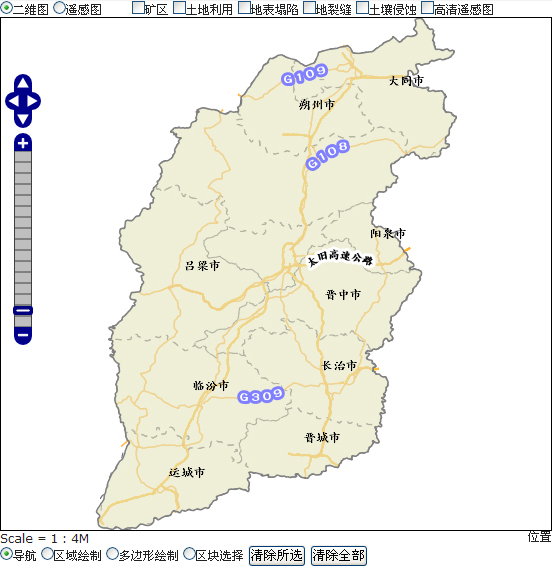 二维图 遥感图 矿区 土地利用 地表塌陷 地裂缝 土壤侵蚀 高清遥感图
G109
大同市
朔州市
G108
阳泉市
太旧高速公路
吕梁市
晋中市
长治市
临汾市
G309
晋城市
运城市
Scale = 1 : 4M 位置
导航 区域绘制 多边形绘制 区块选择 清除所选 清除全部